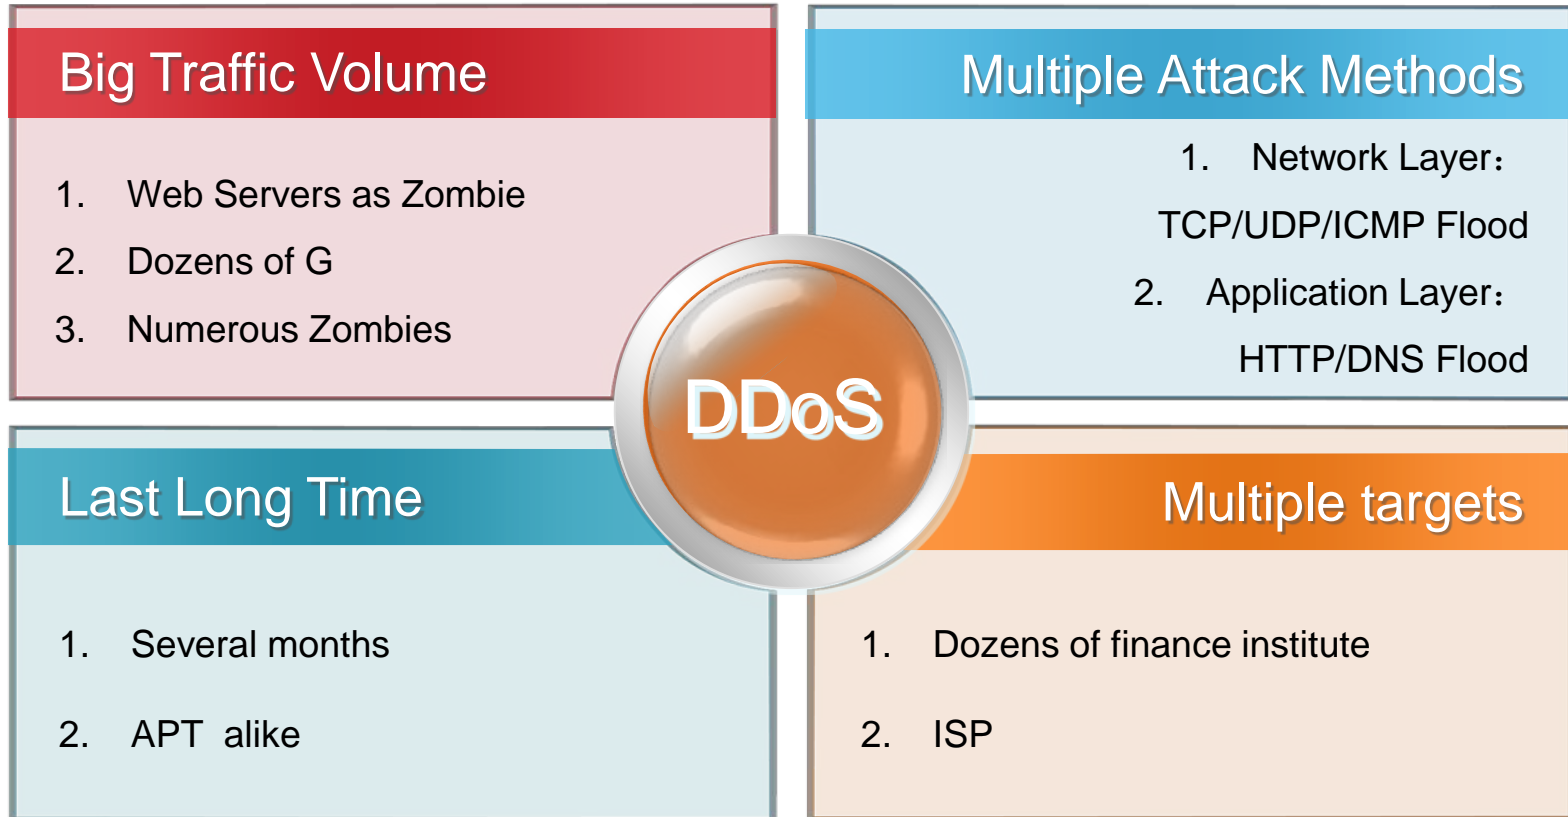 Big Traffic Volume
1. Web Servers as Zombie
2. Dozens of G
3. Numerous Zombies
Multiple Attack Methods
1. Network Layer：
TCP/UDP/ICMP Flood
2. Application Layer：
HTTP/DNS Flood
DDoS
Last Long Time
1. Several months
2. APT alike
Multiple targets
1. Dozens of finance institute
2. ISP